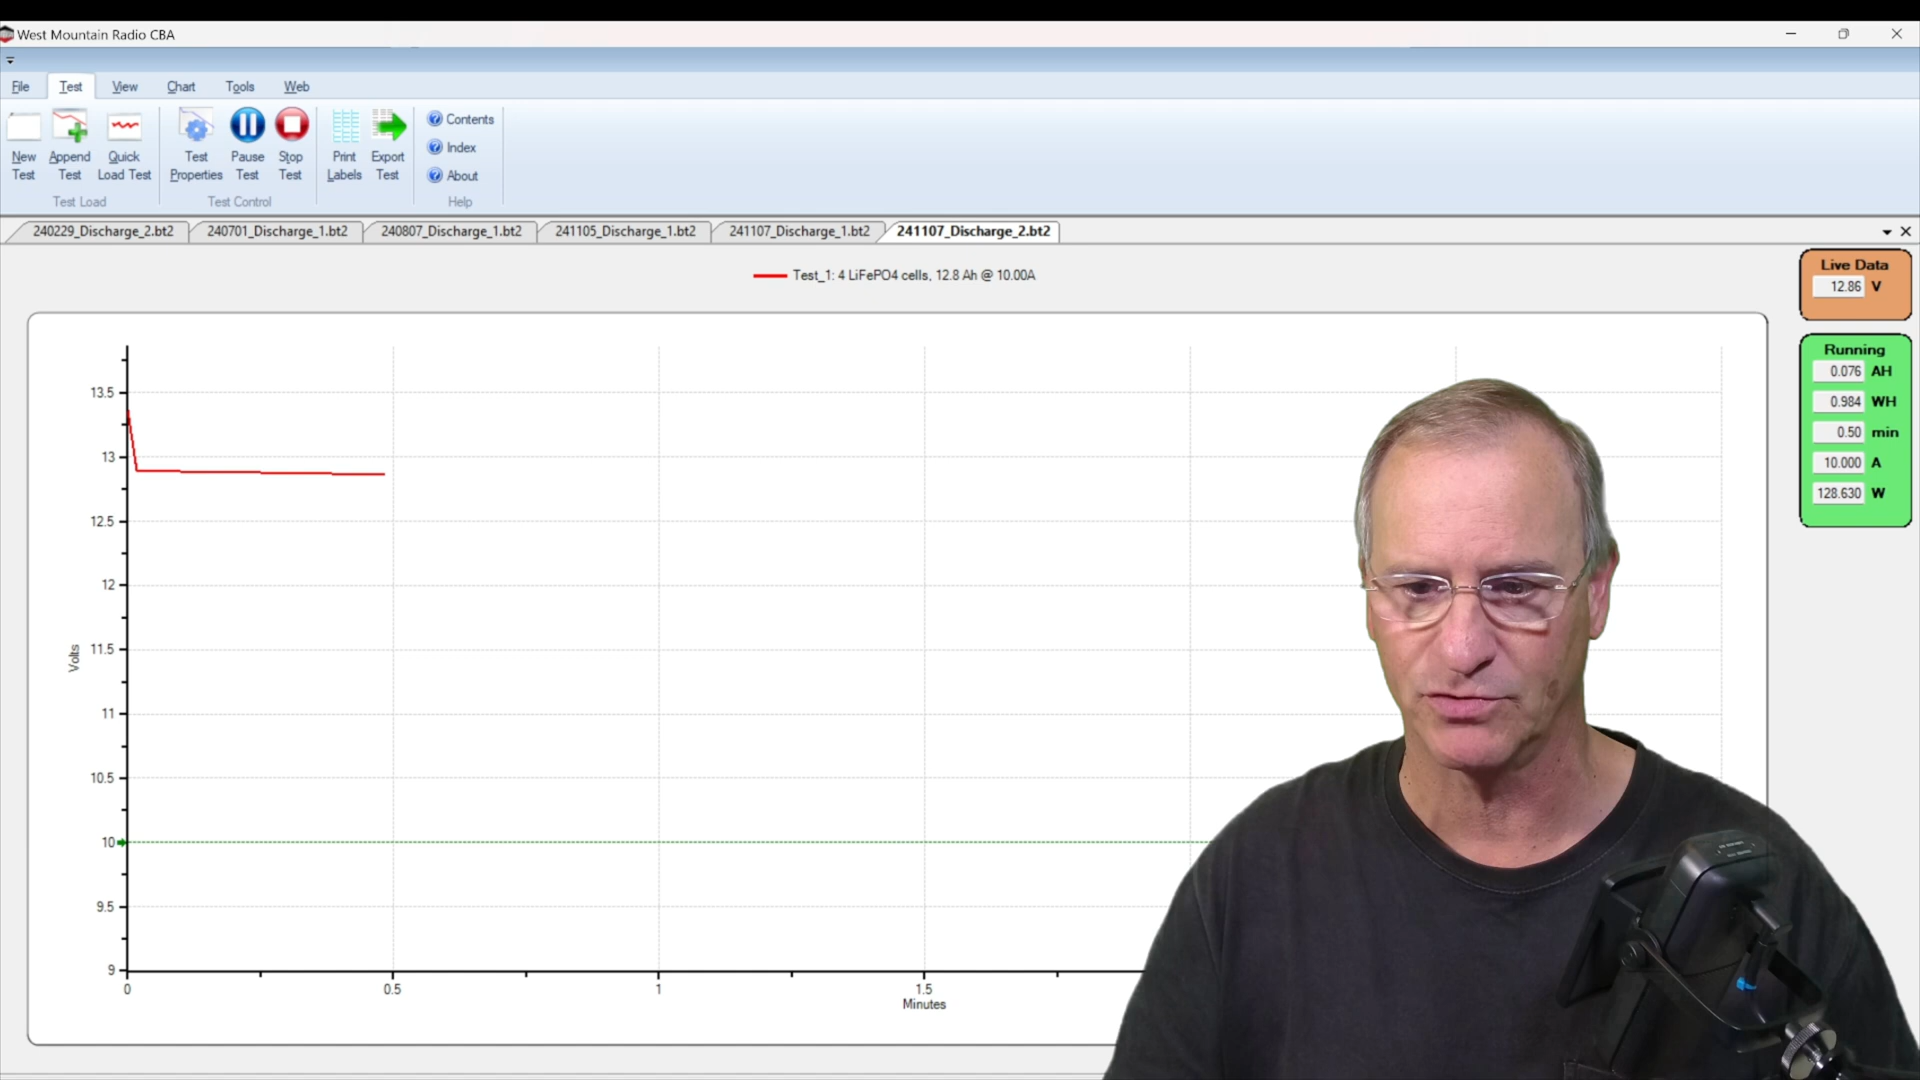 West Mountain Radio CBA
File Test View Chart Tools Web
New Test
Append Test
Quick Load Test
Test Load
Test Properties
Pause Test
Stop Test
Test Control
Print Labels
Export Test
Contents
Index
About
Help
240229_Discharge_2.bt2 240701_Discharge_1.bt2 240807_Discharge_1.bt2 241105_Discharge_1.bt2 241107_Discharge_1.bt2 241107_Discharge_2.bt2
Test_1: 4 LiFePO4 cells, 12.8 Ah @ 10.00A
Live Data
12.86 V
Running
0.076 AH
0.984 WH
0.50 min
10.000 A
128.630 W
Volts
13.5
13
12.5
12
11.5
11
10.5
10
9.5
9
0 0.5 1 1.5
Minutes